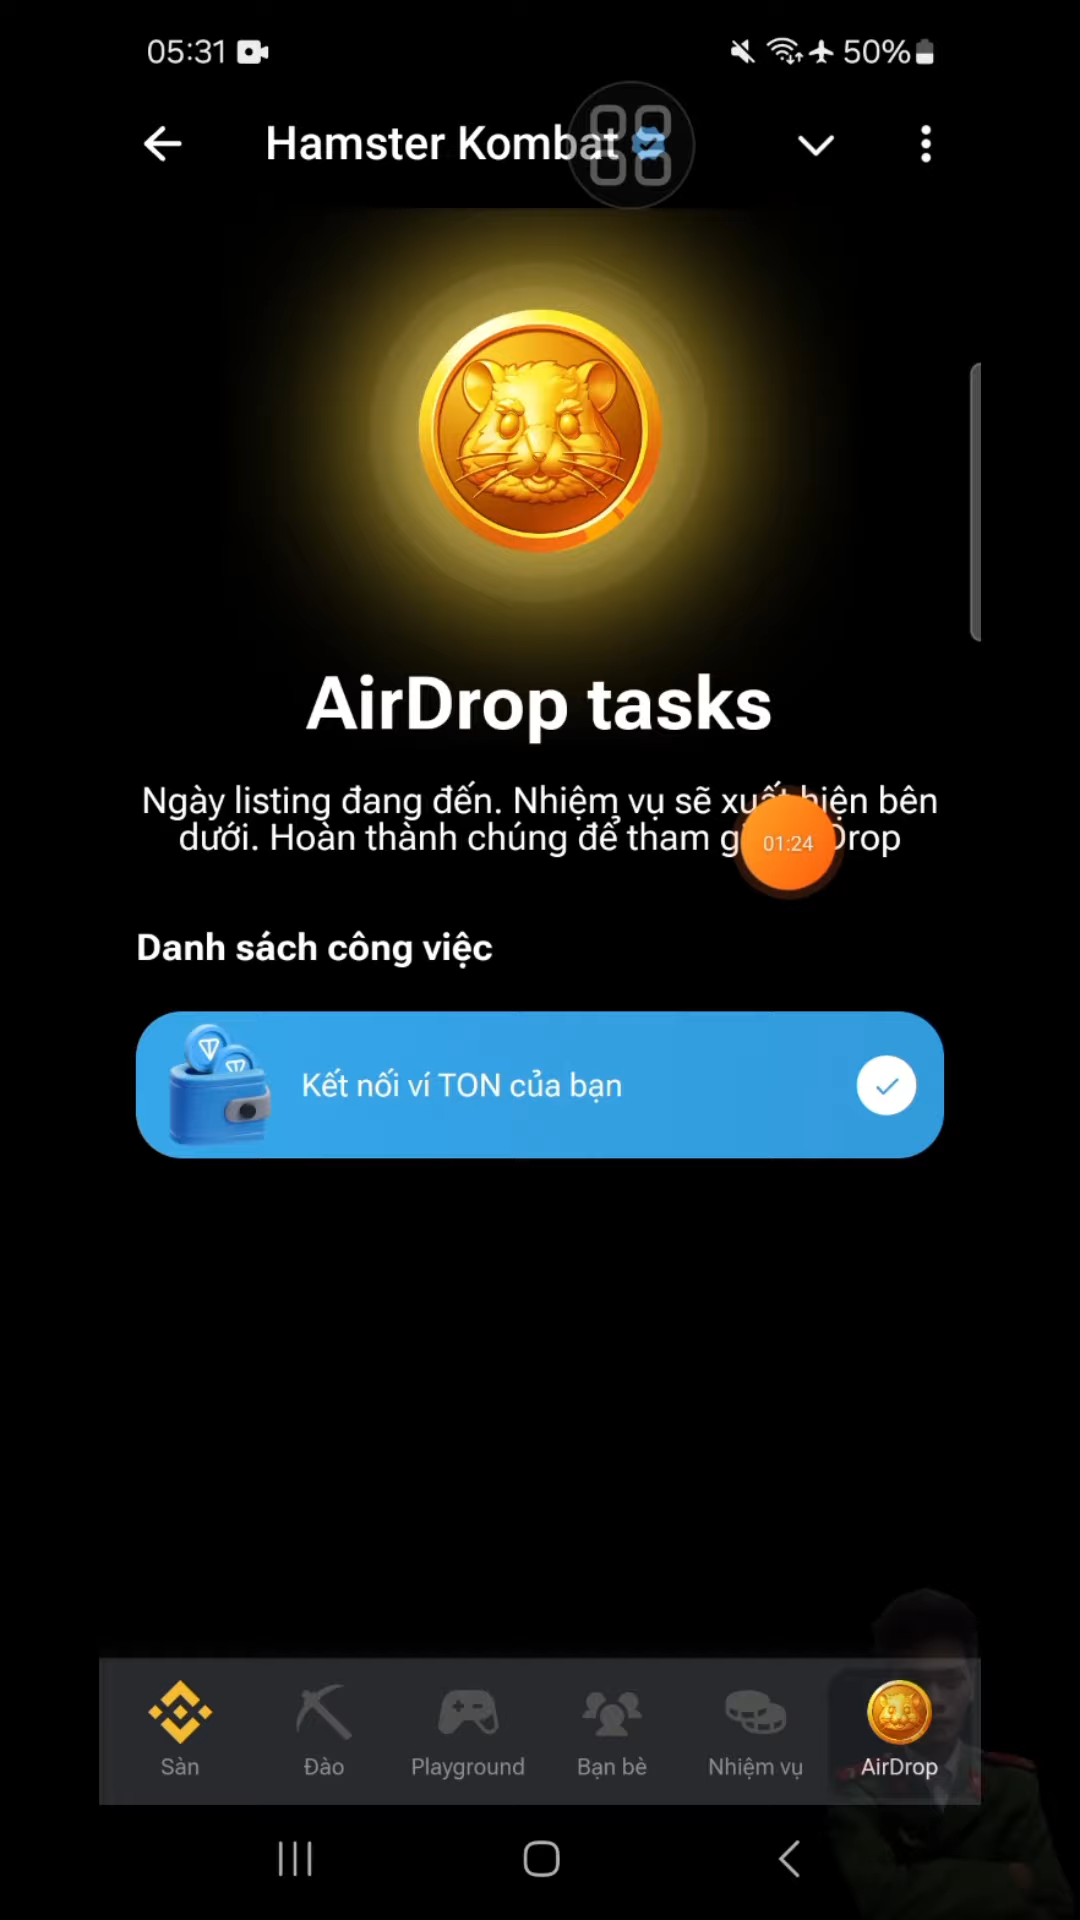 05:31 50%
Hamster Kombat
AirDrop tasks
Ngày listing đang đến. Nhiệm vụ sẽ xuất hiện bên
dưới. Hoàn thành chúng để tham g Drop
01:24
Danh sách công việc
Kết nối ví TON của bạn
Sàn Đào Playground Bạn bè Nhiệm vụ AirDrop